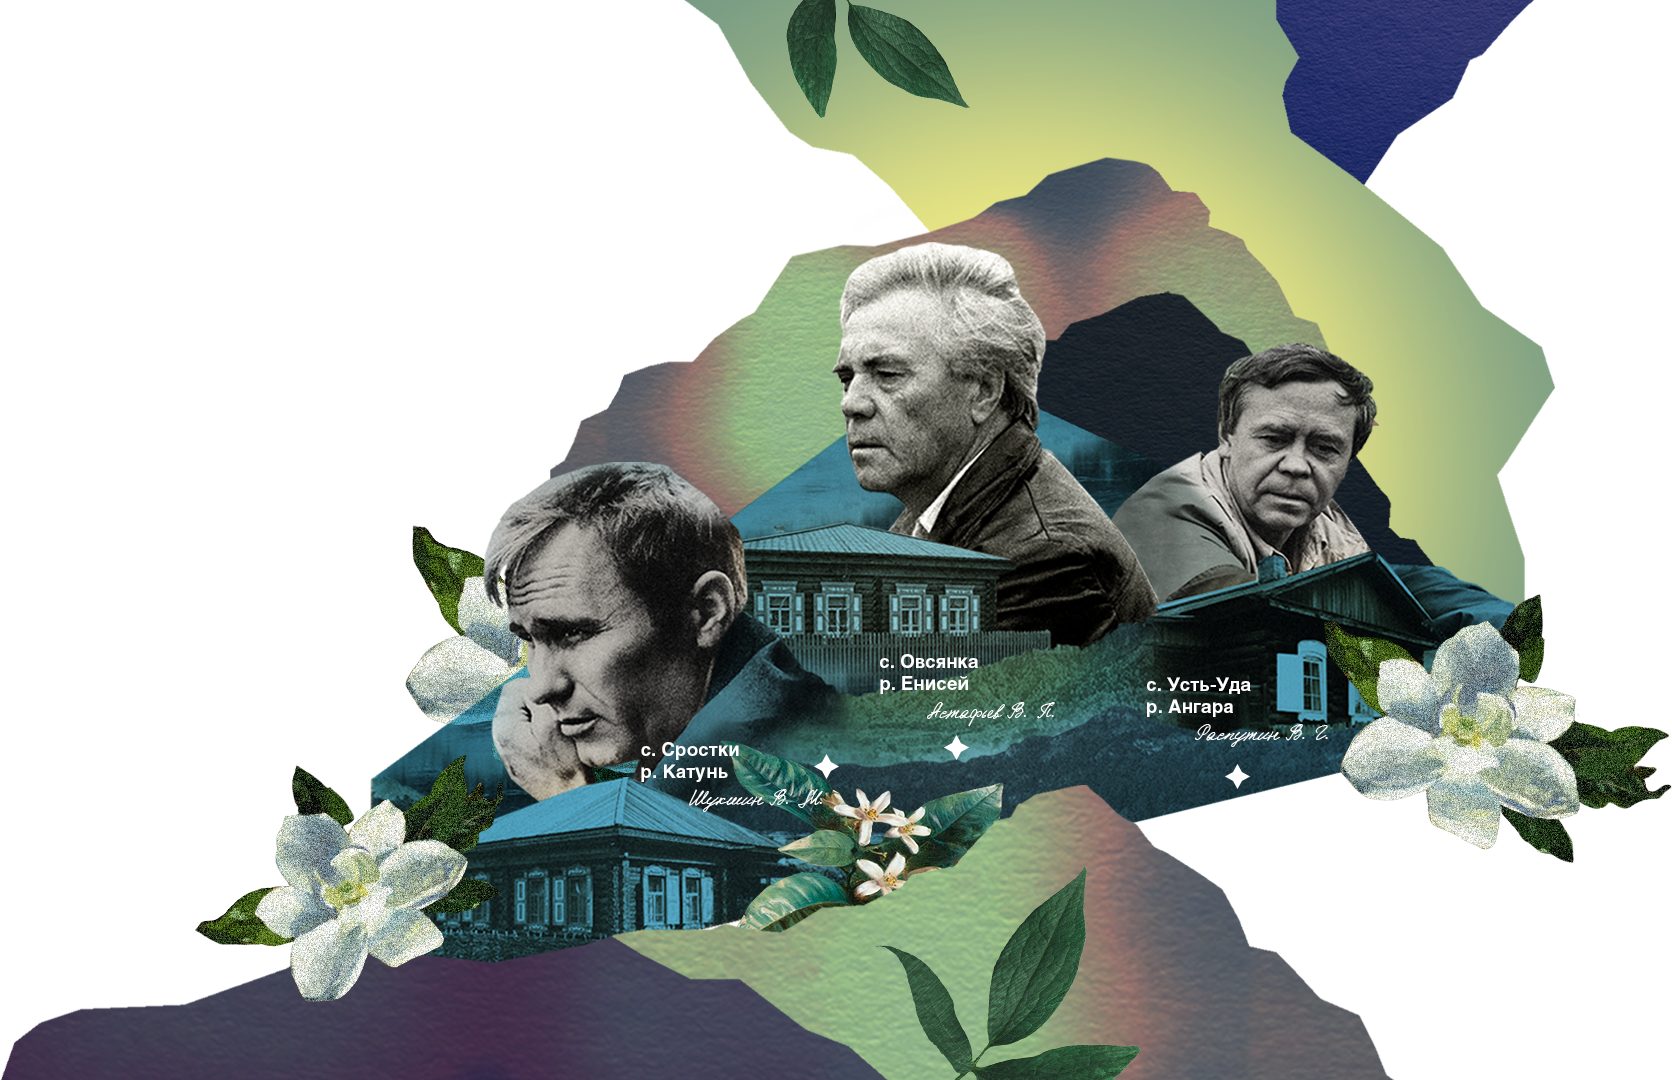 с. Овсянка
р. Енисей
Астафьев В. П.
с. Усть-Уда
р. Ангара
Распутин В. Г.
с. Сростки
р. Катунь
Шукшин В. М.